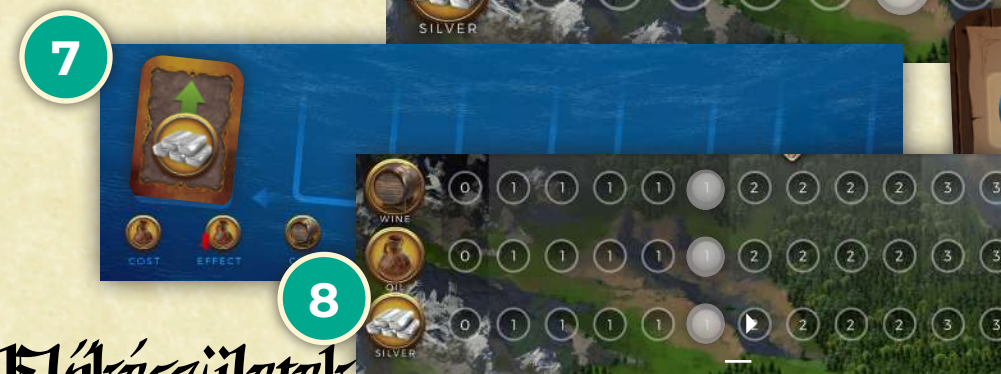 SILVER
7
COST EFFECT
WINE 0 1 1 1 1 1 2 2 2 2 3 3
OIL 0 1 1 1 1 1 2 2 2 2 3 3
8
SILVER 0 1 1 1 1 1 2 2 2 2 3 3
Előkészületek